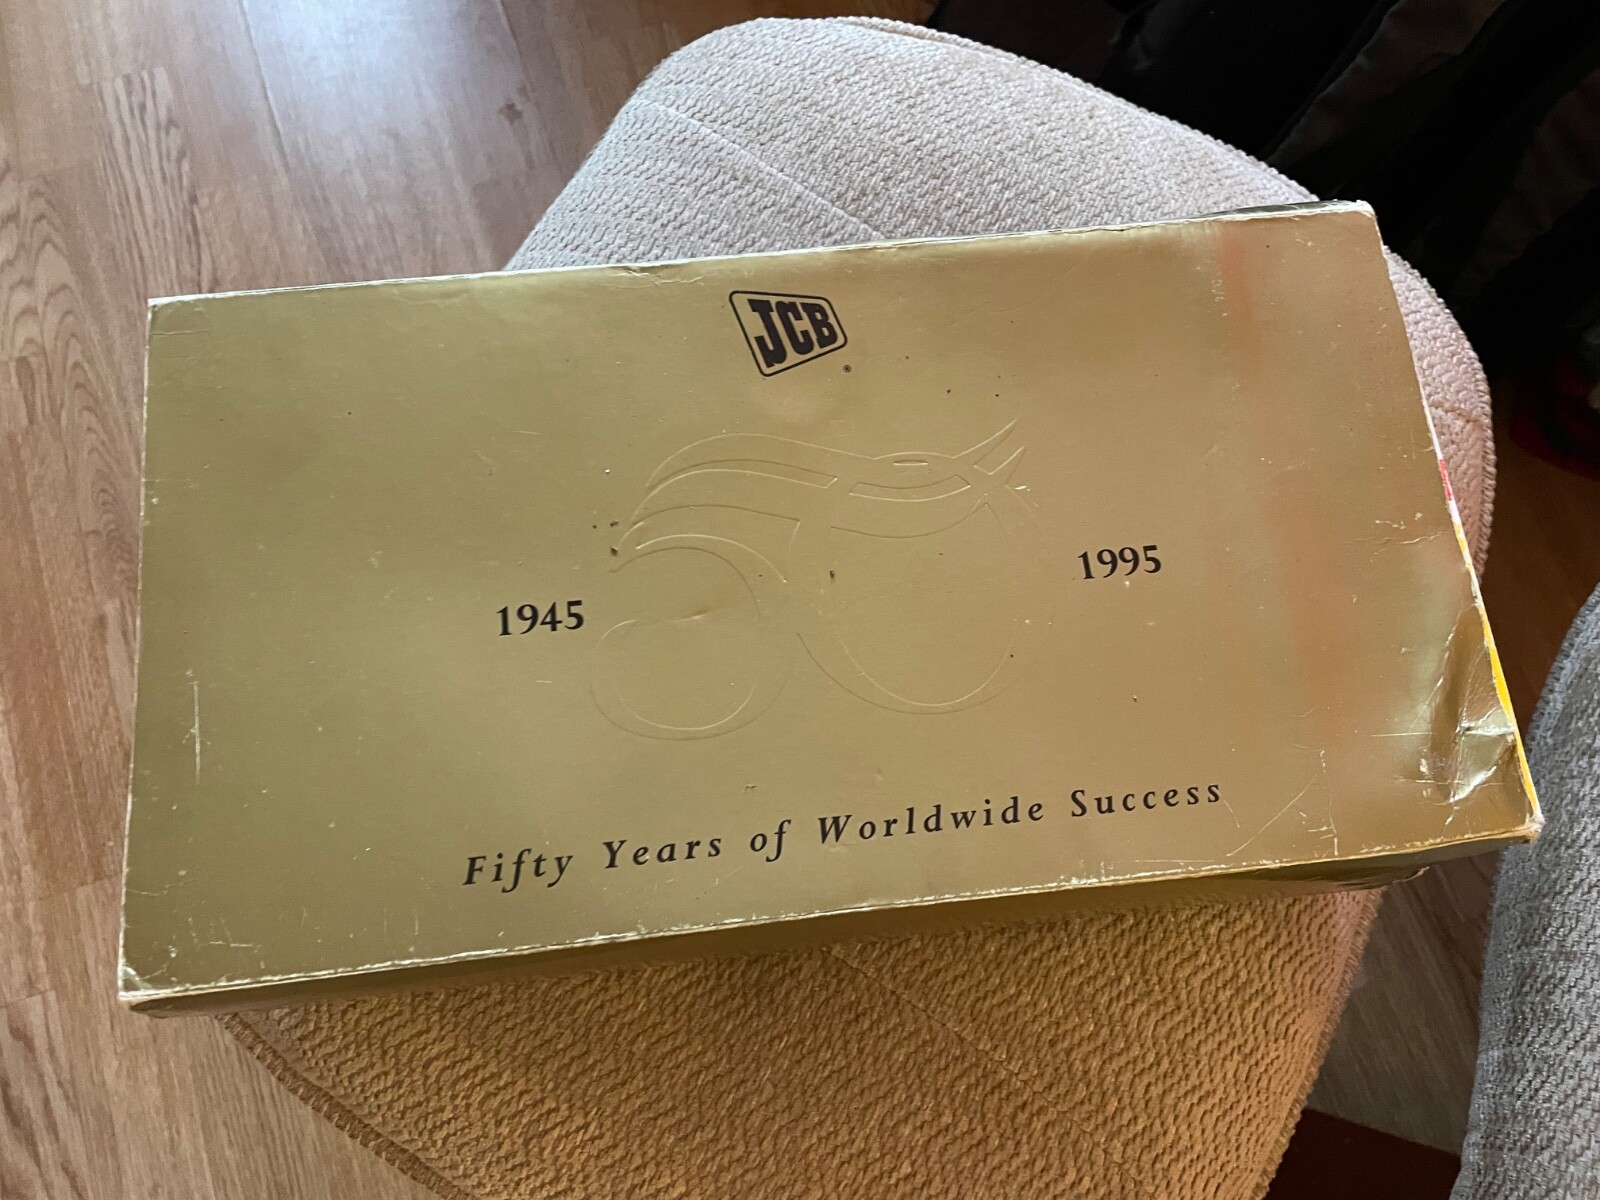 JCB
1945
1995
Fifty Years of Worldwide Success